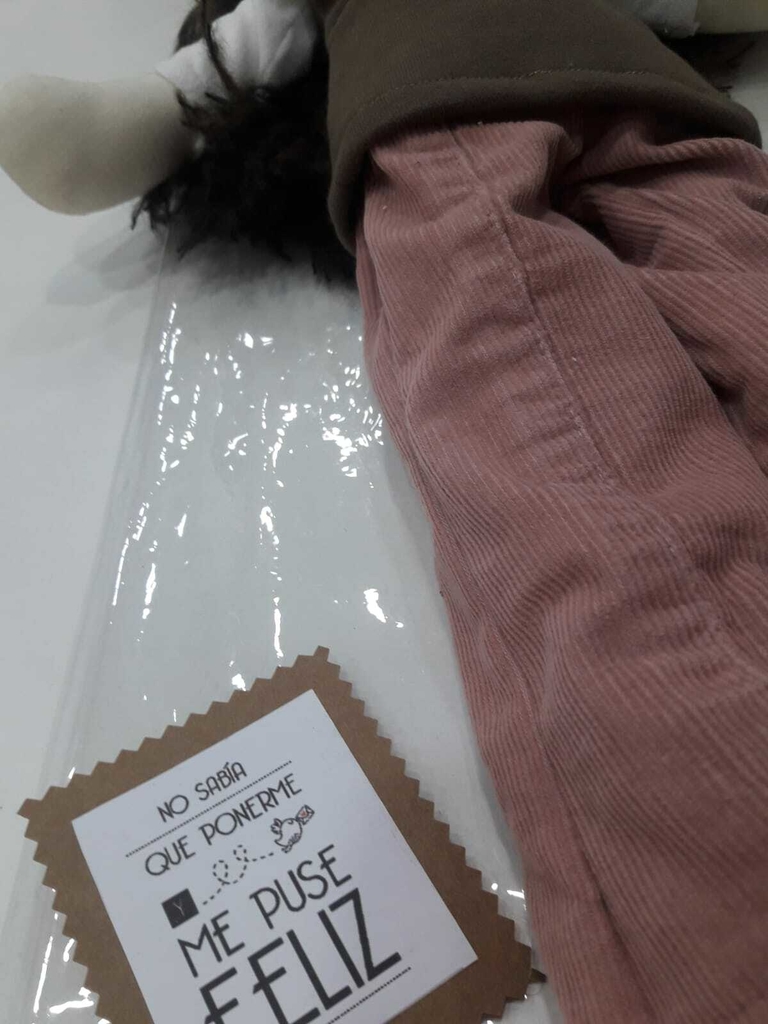 NO SABÍA
QUE PONERME
Y
ME PUSE
FELIZ